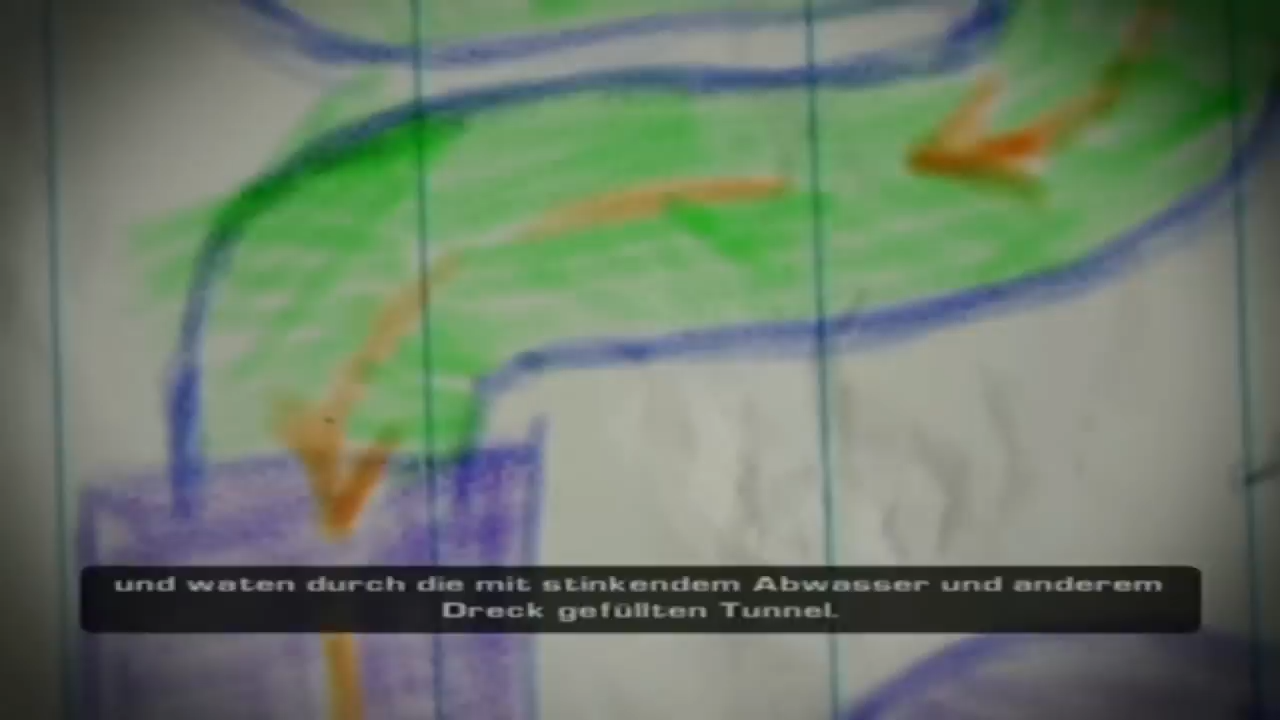 und waten durch die mit stinkendem Abwasser und anderem
Dreck gefüllten Tunnel.